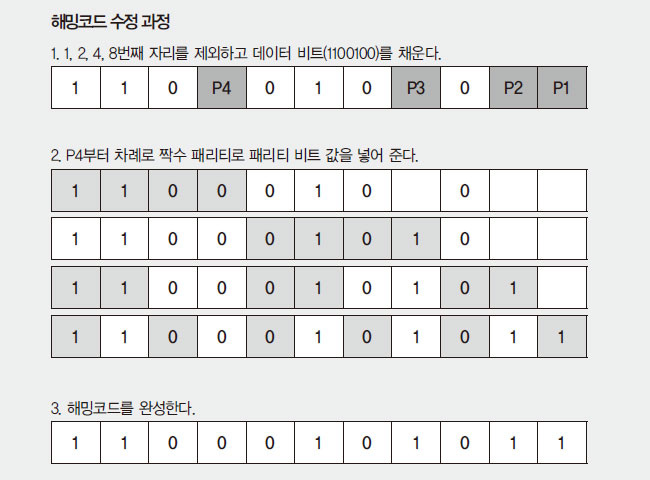 해밍코드 수정 과정
1. 1, 2, 4, 8번째 자리를 제외하고 데이터 비트(1100100)를 채운다.
1 1 0 P4 0 1 0 P3 0 P2 P1
2. P4부터 차례로 짝수 패리티로 패리티 비트 값을 넣어 준다.
1 1 0 0 0 1 0 0
1 1 0 0 0 1 0 1 0
1 1 0 0 0 1 0 1 0 1
1 1 0 0 0 1 0 1 0 1 1
3. 해밍코드를 완성한다.
1 1 0 0 0 1 0 1 0 1 1